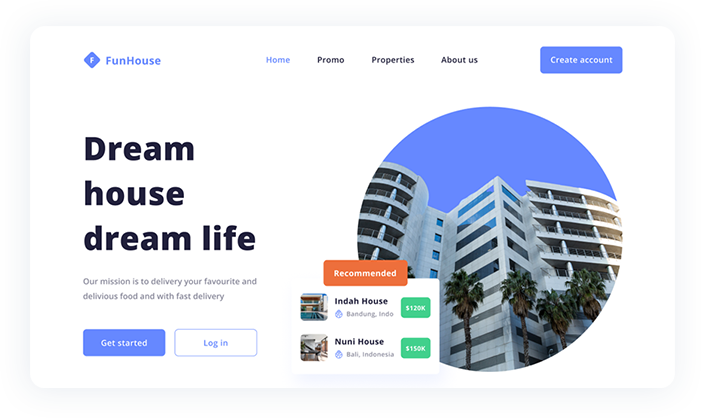 F FunHouse
Home Promo Properties About us Create account
Dream
house
dream life
Our mission is to delivery your favourite and
delivious food and with fast delivery
Get started Log in
Recommended
Indah House
Bandung, Indo
$120K
Nuni House
Bali, Indonesia
$150K